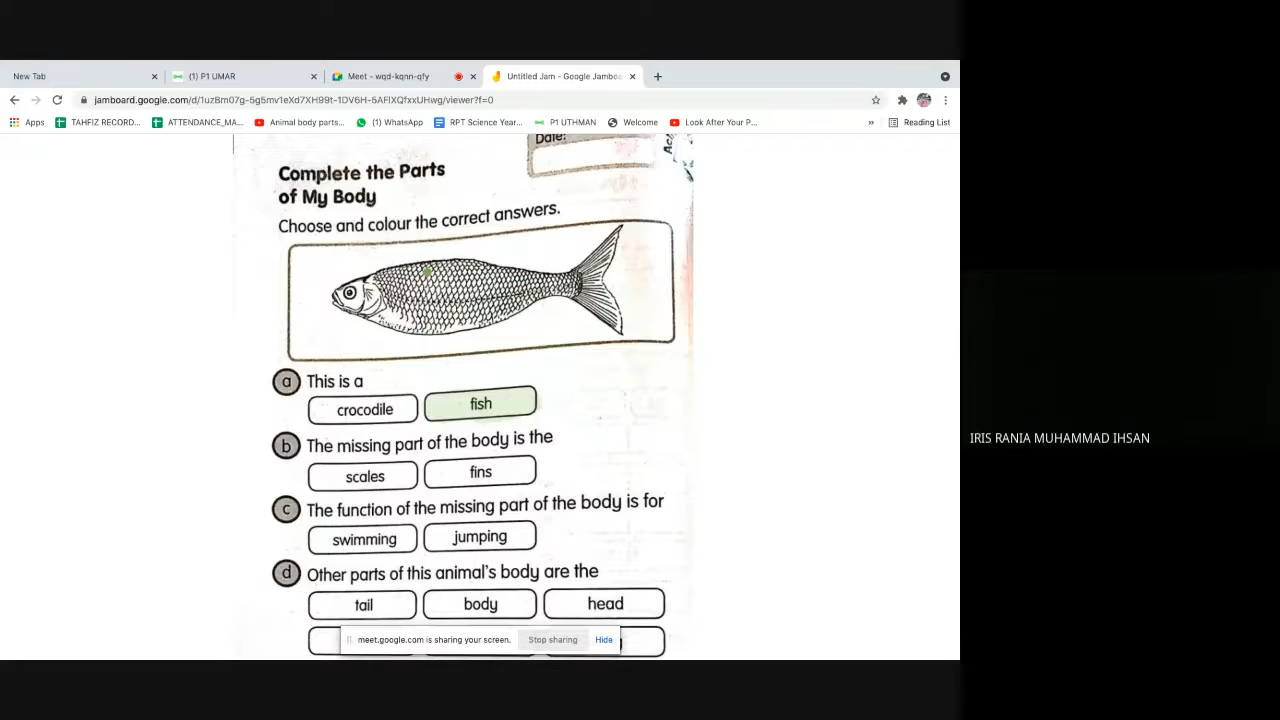 New Tab
(1) P1 UMAR
Meet - wqd-kqnn-qfy
Untitled Jam - Google Jamboa
jamboard.google.com/d/1uzBm07g-5g5mv1eXd7XH99t-1DV6H-5AFlXQfxxUHwg/viewer?f=0
Apps
TAHFIZ RECORD...
ATTENDANCE_MA...
Animal body parts...
(1) WhatsApp
RPT Science Year...
P1 UTHMAN
Welcome
Look After Your P...
»
Reading List
Date:
Complete the Parts
of My Body
Choose and colour the correct answers.
a This is a
crocodile fish
b The missing part of the body is the
scales fins
c The function of the missing part of the body is for
swimming jumping
d Other parts of this animal's body are the
tail body head
meet.google.com is sharing your screen. Stop sharing Hide
IRIS RANIA MUHAMMAD IHSAN